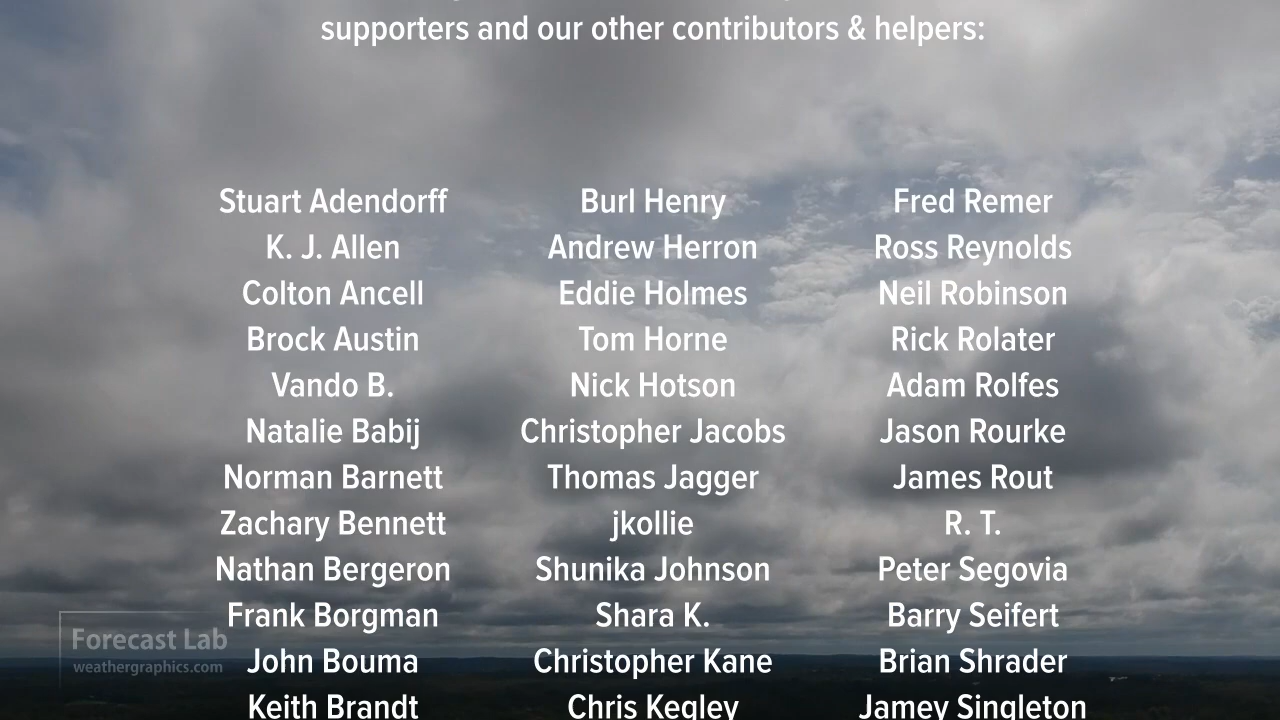 supporters and our other contributors & helpers:
Stuart Adendorff
K. J. Allen
Colton Ancell
Brock Austin
Vando B.
Natalie Babij
Norman Barnett
Zachary Bennett
Nathan Bergeron
Frank Borgman
John Bouma
Keith Brandt
Burl Henry
Andrew Herron
Eddie Holmes
Tom Horne
Nick Hotson
Christopher Jacobs
Thomas Jagger
jkollie
Shunika Johnson
Shara K.
Christopher Kane
Chris Kegley
Fred Remer
Ross Reynolds
Neil Robinson
Rick Rolater
Adam Rolfes
Jason Rourke
James Rout
R. T.
Peter Segovia
Barry Seifert
Brian Shrader
Jamey Singleton
Forecast Lab
weathergraphics.com